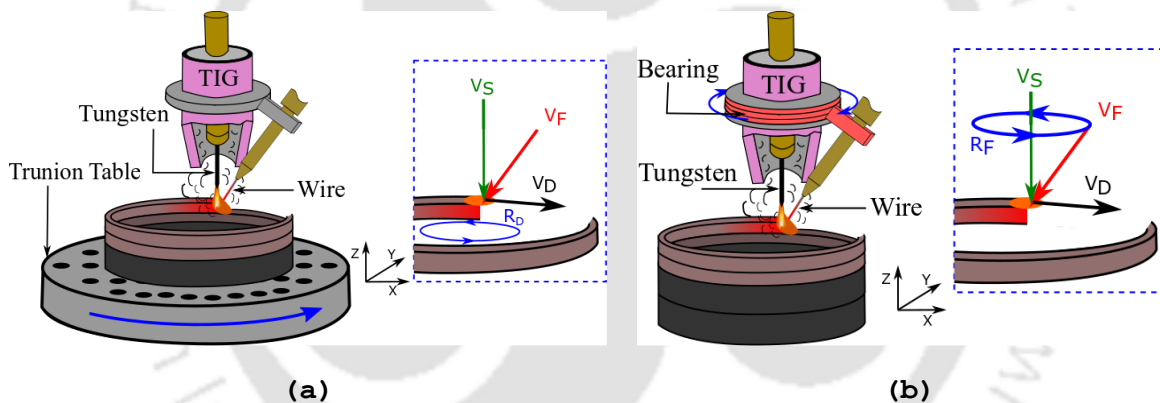 TIG
Tungsten
Trunion Table
Wire
V_S
V_F
V_D
R_D
Z
Y
X
(a)
Bearing
TIG
Tungsten
Wire
V_S
V_F
R_F
V_D
Z
Y
X
(b)